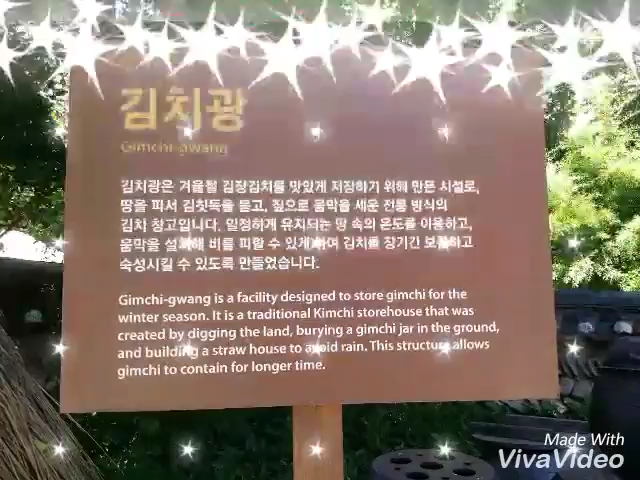 김치광
Gimchi-gwang
김치광은 겨울철 김장김치를 맛있게 저장하기 위해 만든 시설로,
땅을 파서 김칫독을 묻고, 짚으로 움막을 세운 전통 방식의
김치 창고입니다. 일정하게 유지되는 땅 속의 온도를 이용하고,
움막을 설치해 비를 피할 수 있게하여 김치를 장기간 보관하고
숙성시킬 수 있도록 만들었습니다.
Gimchi-gwang is a facility designed to store gimchi for the
winter season. It is a traditional Kimchi storehouse that was
created by digging the land, burying a gimchi jar in the ground,
and building a straw house to avoid rain. This structure allows
gimchi to contain for longer time.
Made With
VivaVideo